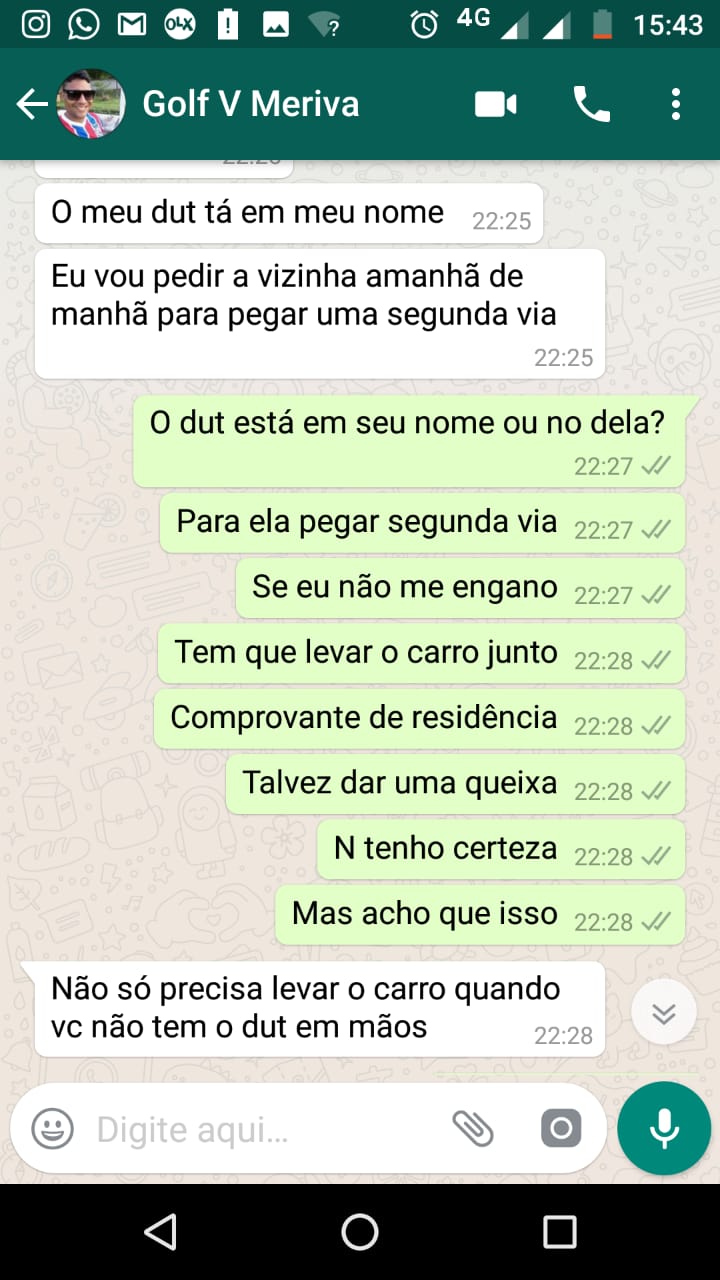 OLX
4G
15:43
Golf V Meriva
O meu dut tá em meu nome 22:25
Eu vou pedir a vizinha amanhã de
manhã para pegar uma segunda via
22:25
O dut está em seu nome ou no dela?
22:27
Para ela pegar segunda via 22:27
Se eu não me engano 22:27
Tem que levar o carro junto 22:28
Comprovante de residência 22:28
Talvez dar uma queixa 22:28
N tenho certeza 22:28
Mas acho que isso 22:28
Não só precisa levar o carro quando
vc não tem o dut em mãos 22:28
Digite aqui...